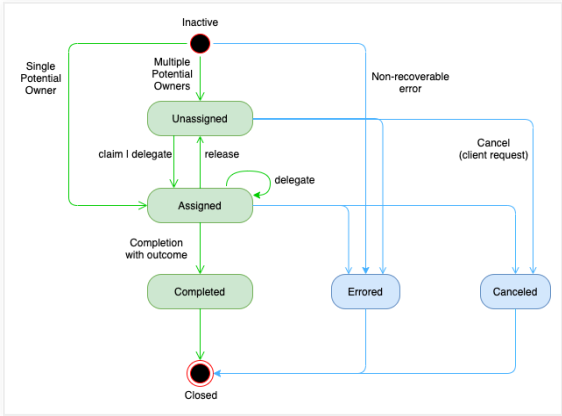 Inactive
Single
Potential
Owner
Multiple
Potential
Owners
Non-recoverable
error
Unassigned
claim I delegate
release
Cancel
(client request)
delegate
Assigned
Completion
with outcome
Completed
Errored
Canceled
Closed